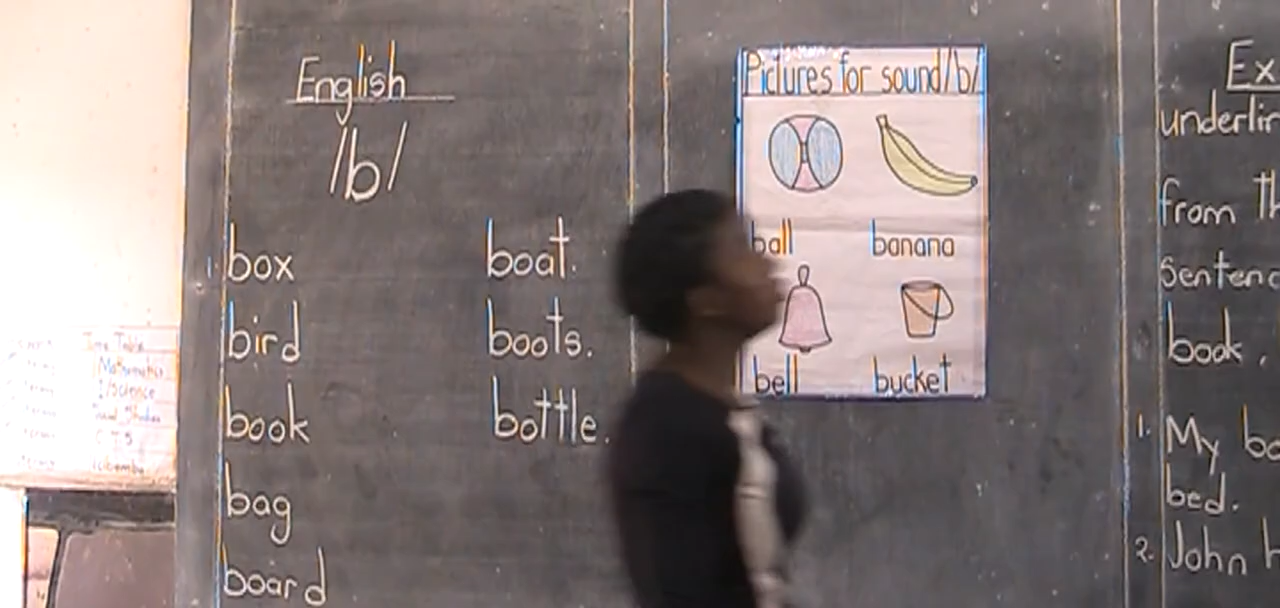 English
/b/
box
bird
book
bag
board
boat.
boots.
bottle.
Pictures for sound /b/
ball banana
bell bucket
Ex
underlin
from th
sentenc
book,
1. My bo
bed.
2. John h
Time Table
Mathematics
I/Science
C.T.S